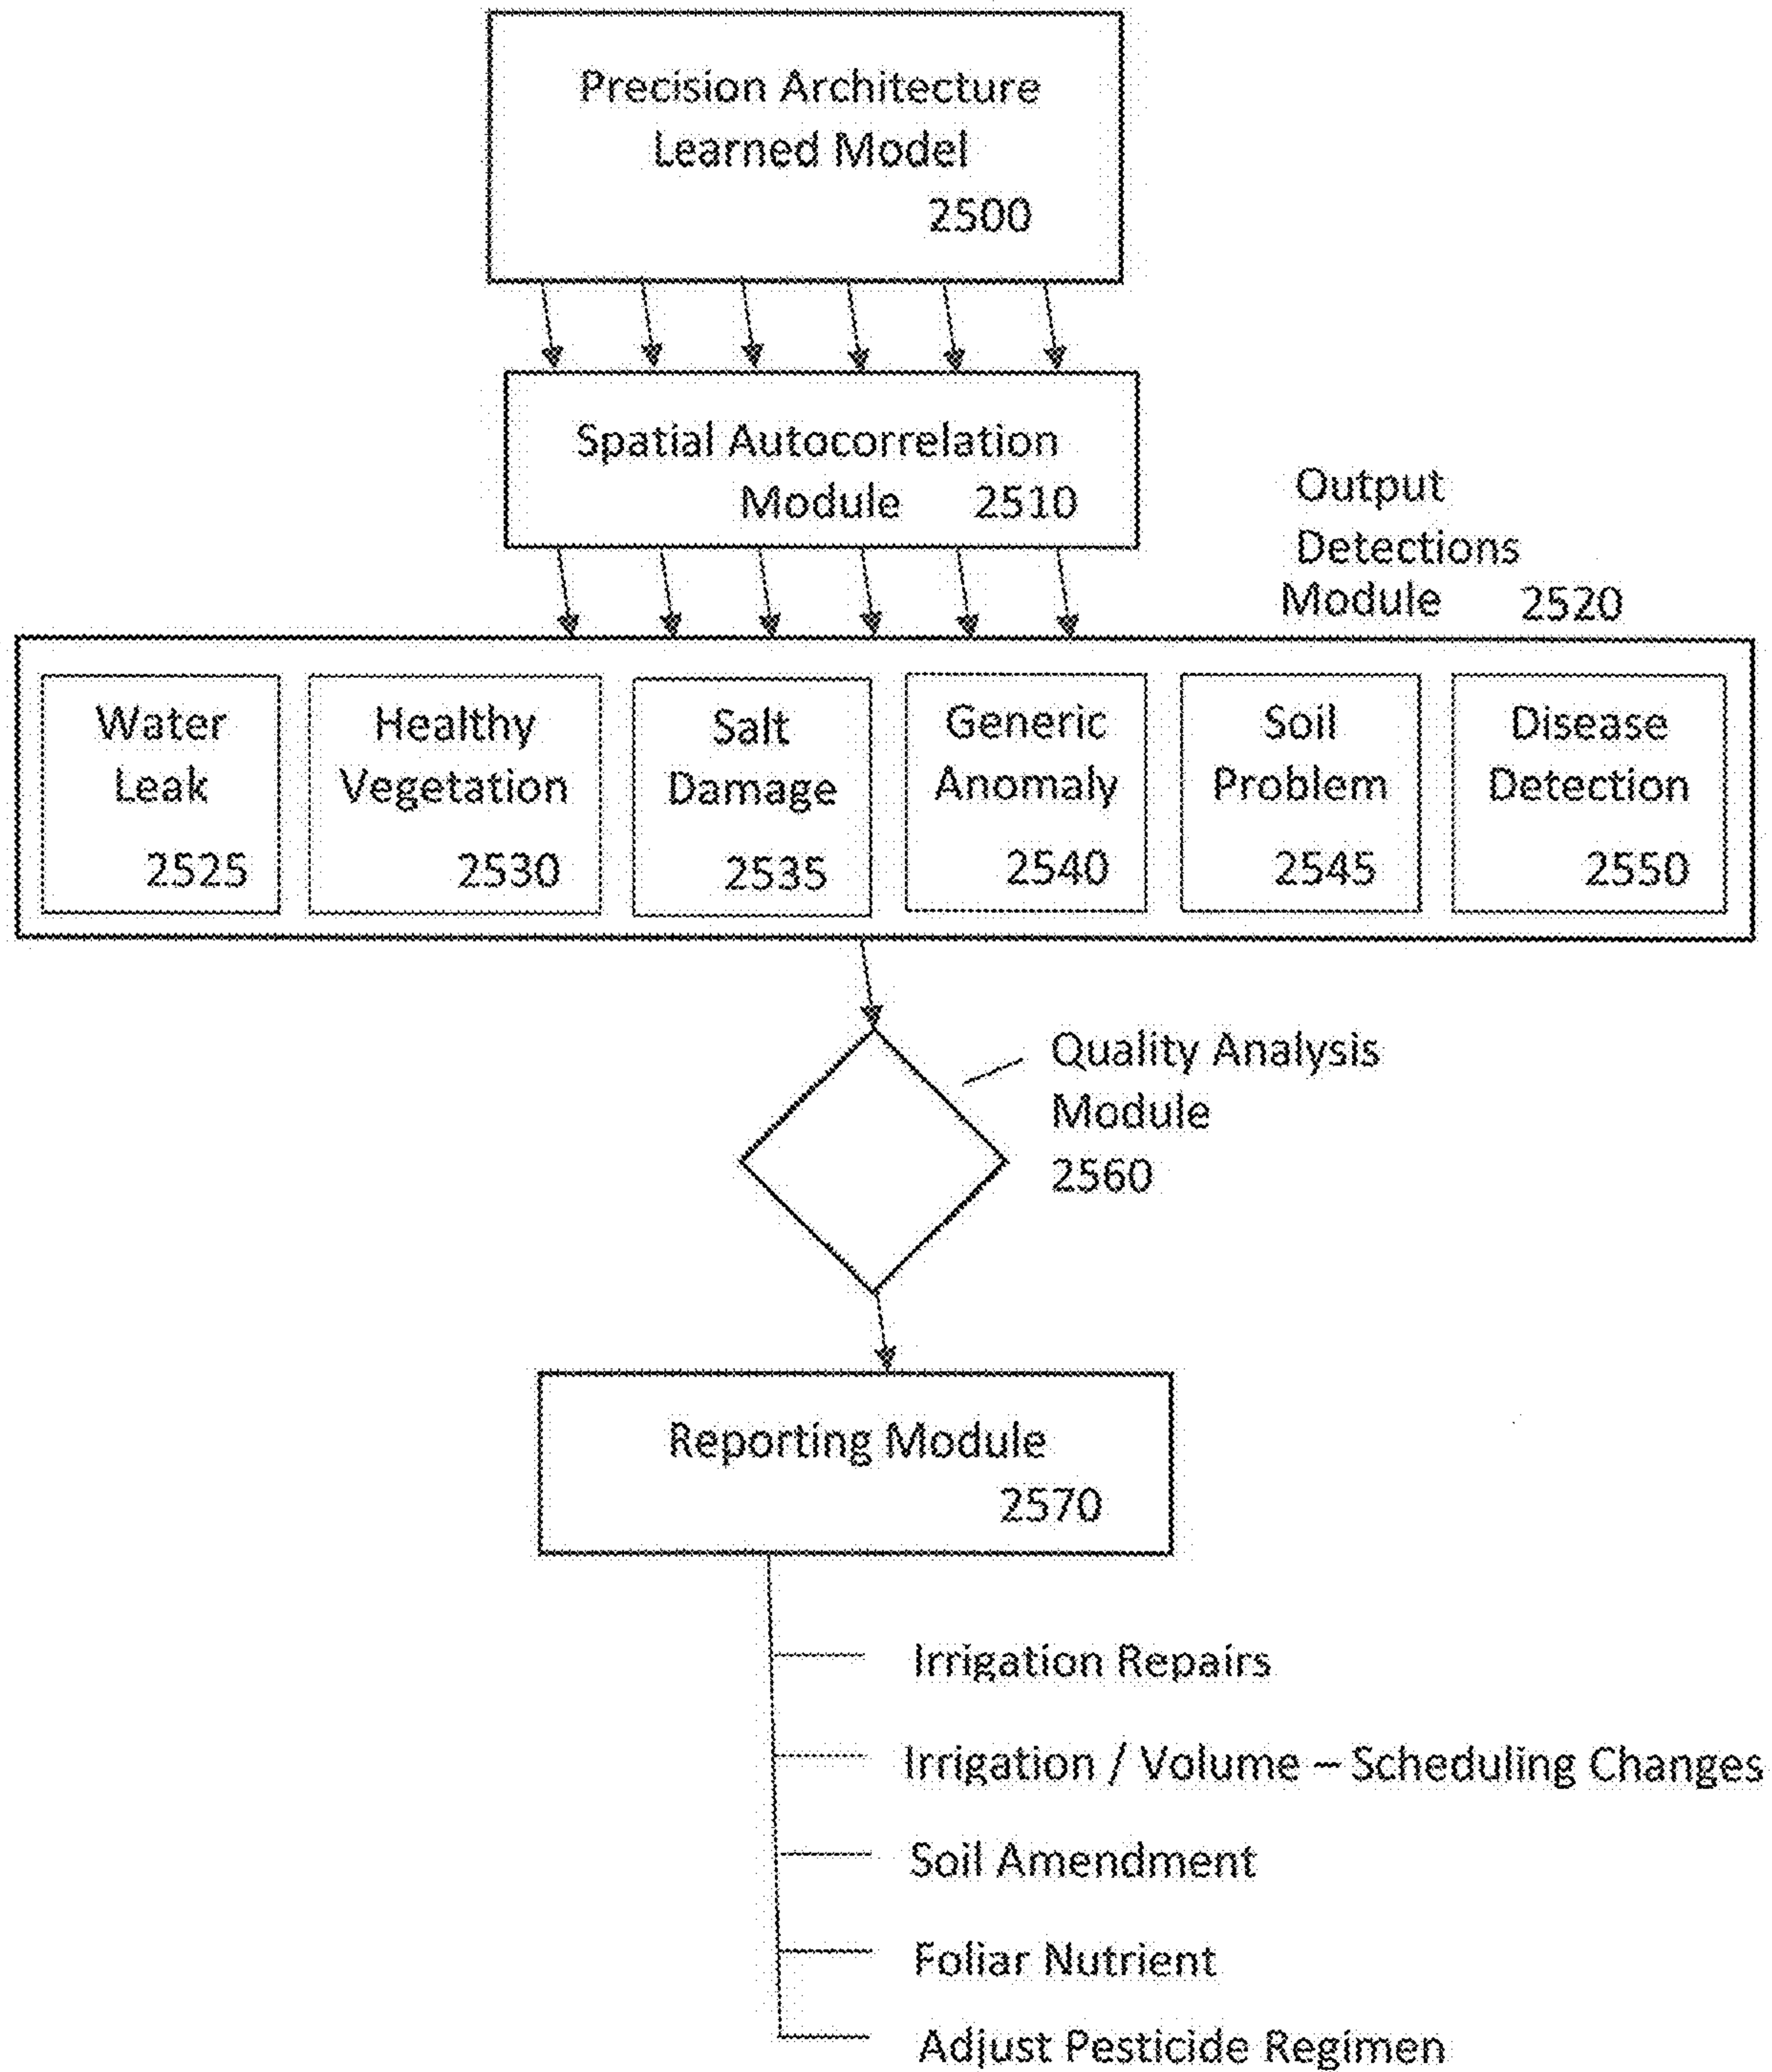 Precision Architecture
Learned Model
2500
Spatial Autocorrelation
Module 2510
Output
Detections
Module 2520
Water
Leak
2525
Healthy
Vegetation
2530
Salt
Damage
2535
Generic
Anomaly
2540
Soil
Problem
2545
Disease
Detection
2550
Quality Analysis
Module
2560
Reporting Module
2570
Irrigation Repairs
Irrigation / Volume – Scheduling Changes
Soil Amendment
Foliar Nutrient
Adjust Pesticide Regimen